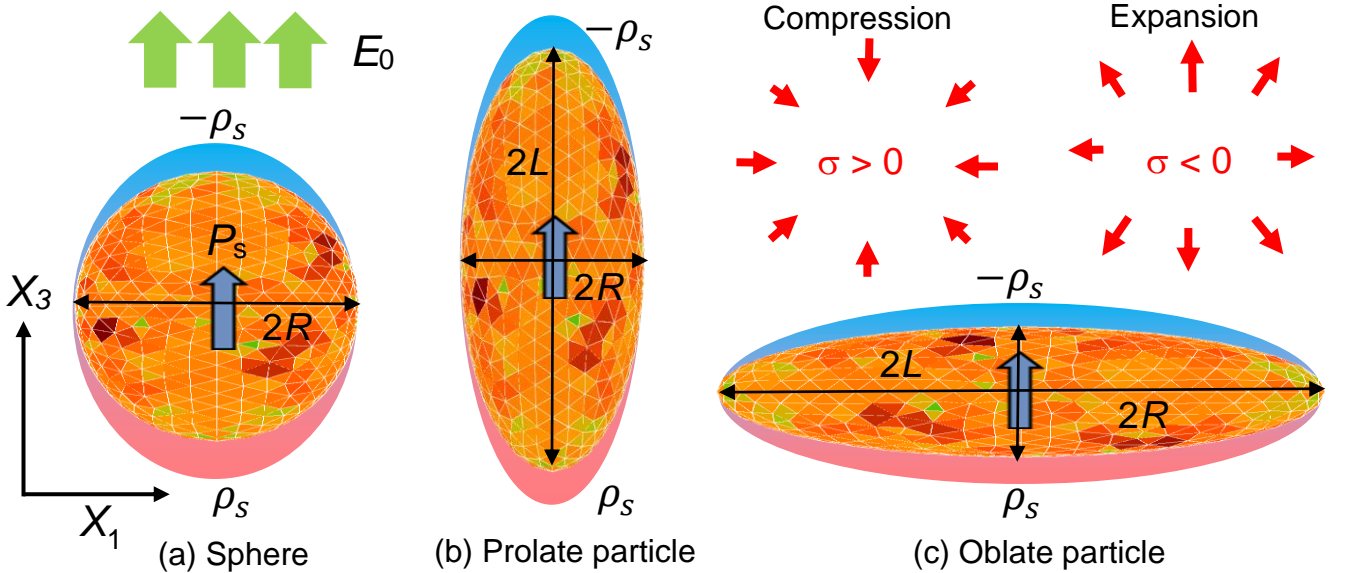 E₀
−ρₛ
Pₛ
2R
X₃
X₁
ρₛ
(a) Sphere
−ρₛ
2L
2R
ρₛ
(b) Prolate particle
Compression
Expansion
σ > 0
σ < 0
−ρₛ
2L
2R
ρₛ
(c) Oblate particle